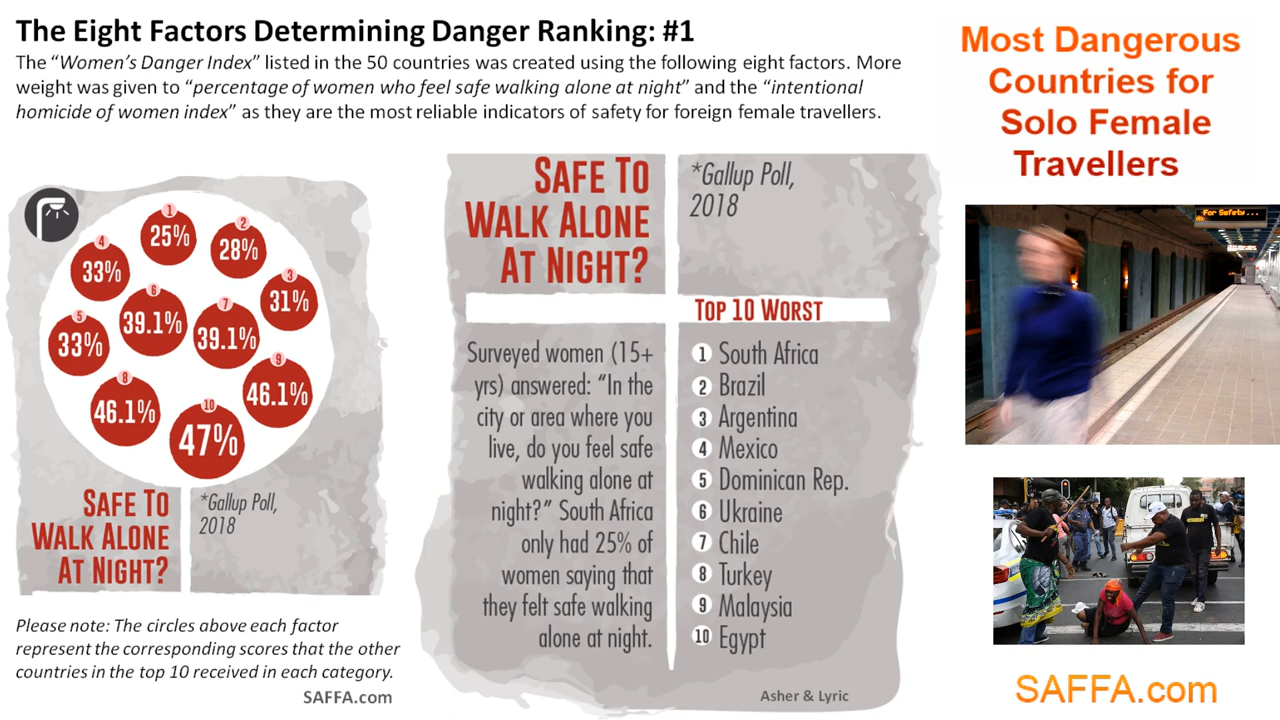 The Eight Factors Determining Danger Ranking: #1
The “Women’s Danger Index” listed in the 50 countries was created using the following eight factors. More
weight was given to “percentage of women who feel safe walking alone at night” and the “intentional
homicide of women index” as they are the most reliable indicators of safety for foreign female travellers.
1
25%
2
28%
3
31%
4
33%
5
33%
6
39.1%
7
39.1%
8
46.1%
9
46.1%
10
47%
SAFE TO
WALK ALONE
AT NIGHT?
*Gallup Poll,
2018
Please note: The circles above each factor
represent the corresponding scores that the other
countries in the top 10 received in each category.
SAFFA.com
SAFE TO
WALK ALONE
AT NIGHT?
*Gallup Poll,
2018
TOP 10 WORST
Surveyed women (15+
yrs) answered: “In the
city or area where you
live, do you feel safe
walking alone at
night?” South Africa
only had 25% of
women saying that
they felt safe walking
alone at night.
1 South Africa
2 Brazil
3 Argentina
4 Mexico
5 Dominican Rep.
6 Ukraine
7 Chile
8 Turkey
9 Malaysia
10 Egypt
Asher & Lyric
Most Dangerous
Countries for
Solo Female
Travellers
For Safety...
SAFFA.com